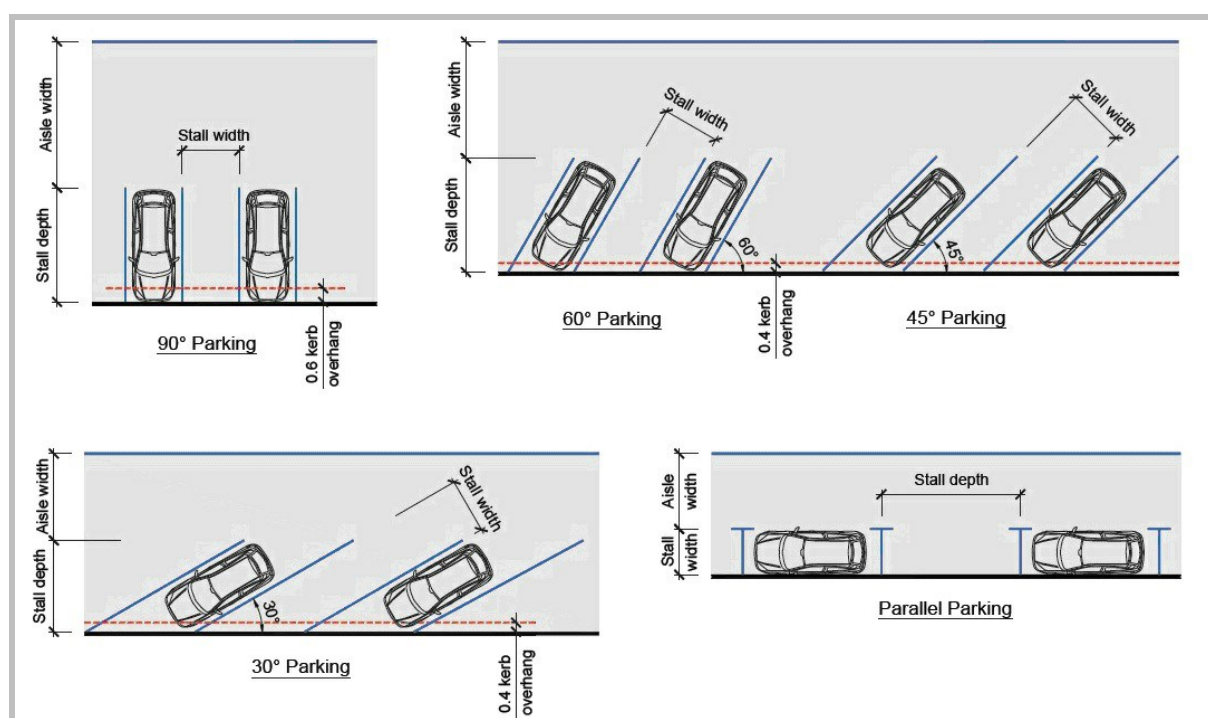 Aisle width
Stall depth
Stall width
0.6 kerb
overhang
90° Parking
Aisle width
Stall depth
Stall width
60°
0.4 kerb
overhang
60° Parking
Stall width
45°
45° Parking
Aisle width
Stall depth
Stall width
30°
0.4 kerb
overhang
30° Parking
Aisle
width
Stall
width
Stall depth
Parallel Parking